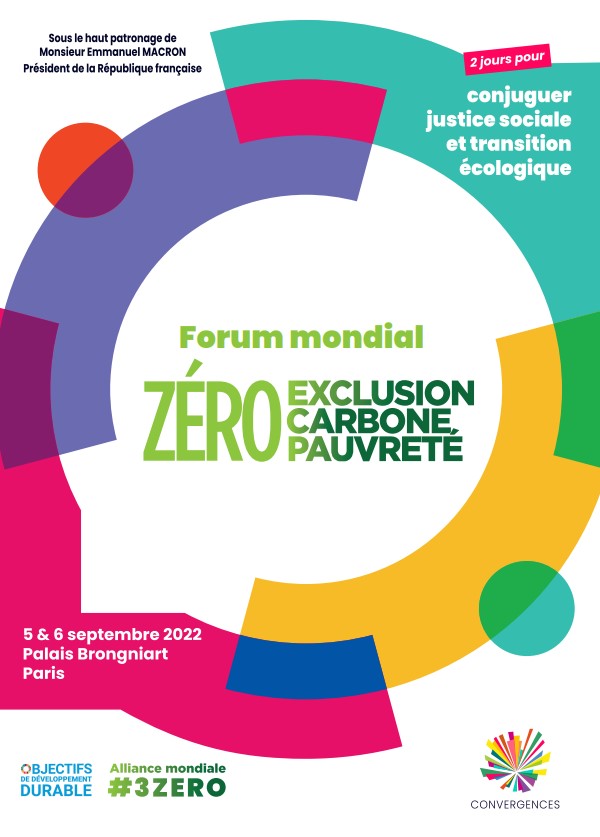 Sous le haut patronage de
Monsieur Emmanuel MACRON
Président de la République française
2 jours pour
conjuguer
justice sociale
et transition
écologique
Forum mondial
ZÉRO
EXCLUSION
CARBONE
PAUVRETÉ
5 & 6 septembre 2022
Palais Brongniart
Paris
OBJECTIFS
DE DÉVELOPPEMENT
DURABLE
Alliance mondiale
#3ZERO
CONVERGENCES